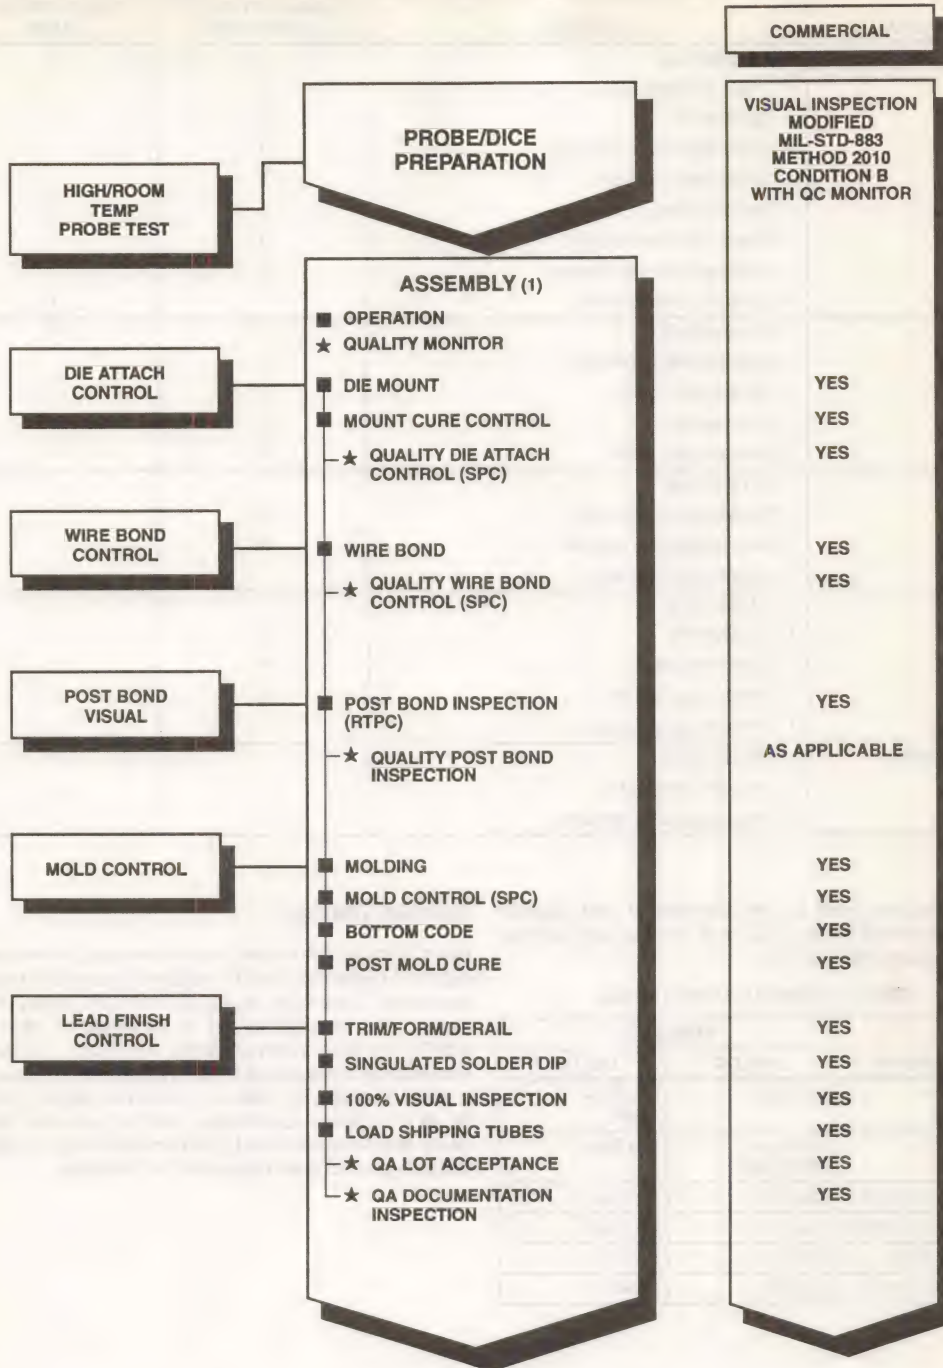 COMMERCIAL
VISUAL INSPECTION
MODIFIED
MIL-STD-883
METHOD 2010
CONDITION B
WITH QC MONITOR
PROBE/DICE
PREPARATION
HIGH/ROOM
TEMP
PROBE TEST
ASSEMBLY (1)
■ OPERATION
★ QUALITY MONITOR
DIE ATTACH
CONTROL
■ DIE MOUNT YES
■ MOUNT CURE CONTROL YES
★ QUALITY DIE ATTACH YES
CONTROL (SPC)
WIRE BOND
CONTROL
■ WIRE BOND YES
★ QUALITY WIRE BOND YES
CONTROL (SPC)
POST BOND
VISUAL
■ POST BOND INSPECTION YES
(RTPC)
★ QUALITY POST BOND AS APPLICABLE
INSPECTION
MOLD CONTROL
■ MOLDING YES
■ MOLD CONTROL (SPC) YES
■ BOTTOM CODE YES
■ POST MOLD CURE YES
LEAD FINISH
CONTROL
■ TRIM/FORM/DERAIL YES
■ SINGULATED SOLDER DIP YES
■ 100% VISUAL INSPECTION YES
■ LOAD SHIPPING TUBES YES
★ QA LOT ACCEPTANCE YES
★ QA DOCUMENTATION YES
INSPECTION